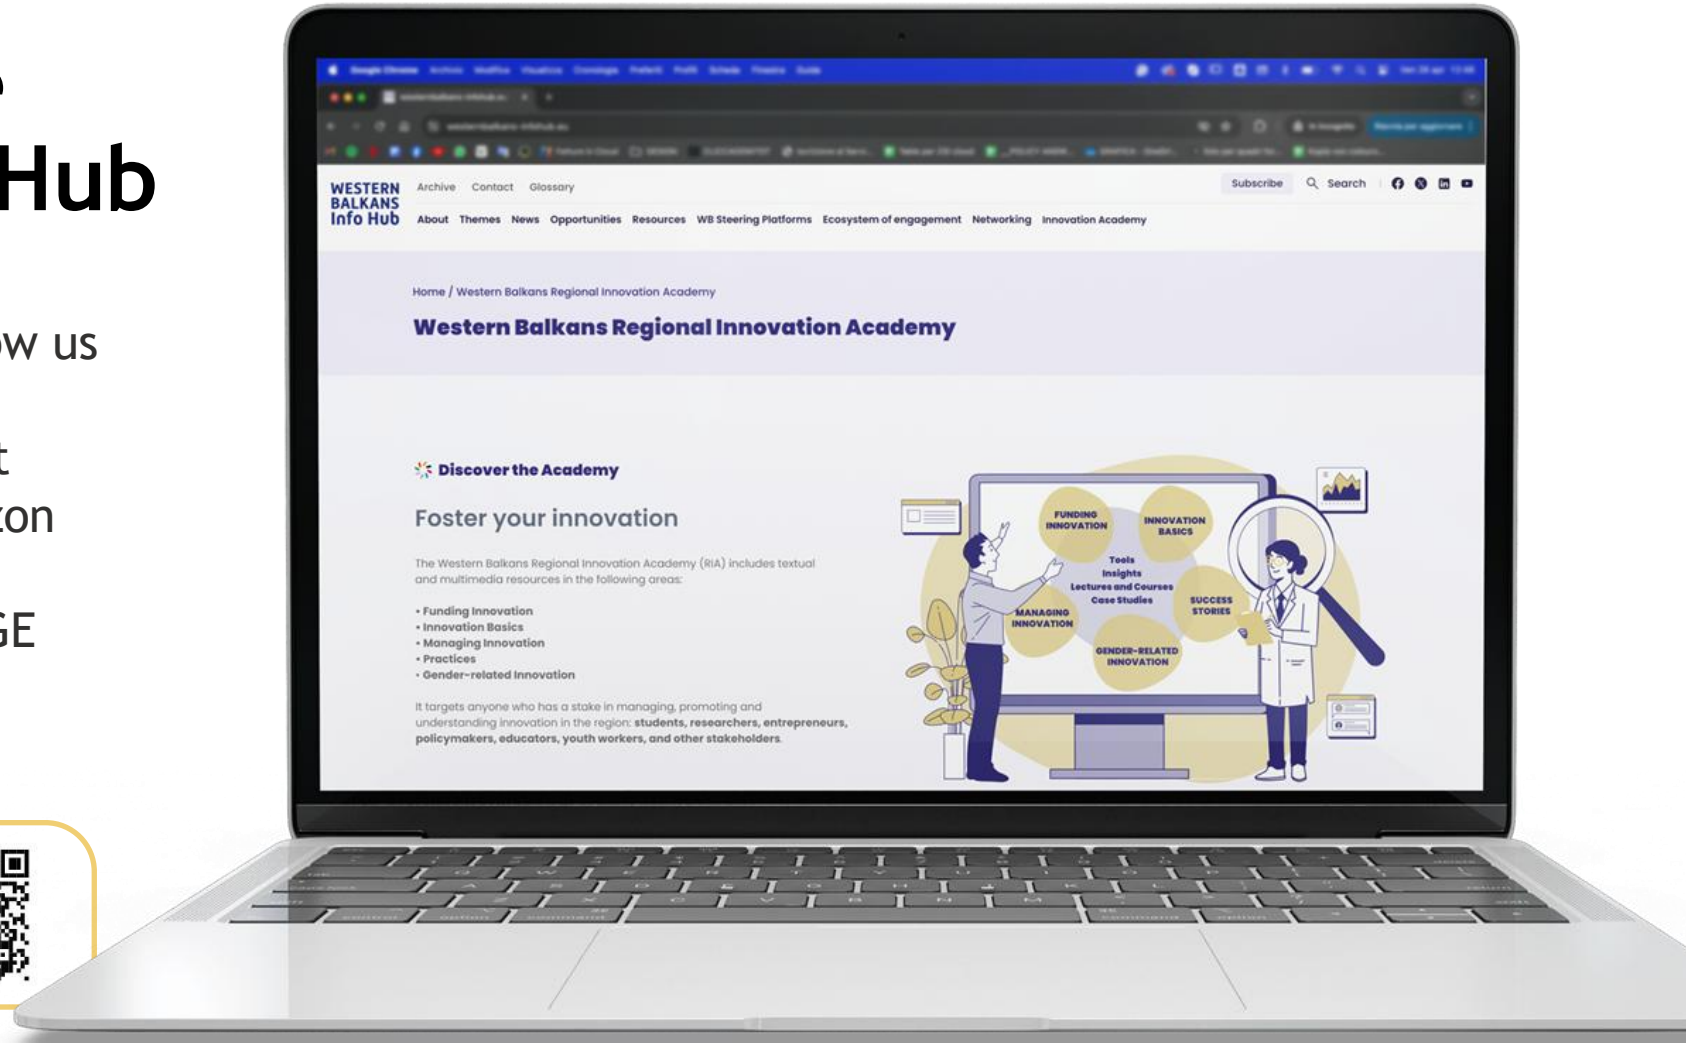 Hub
ow us
t
zon
GE
westernbalkans-infohub.eu
WESTERN
BALKANS
Info Hub
Archive Contact Glossary
Subscribe Search
About Themes News Opportunities Resources WB Steering Platforms Ecosystem of engagement Networking Innovation Academy
Home / Western Balkans Regional Innovation Academy
Western Balkans Regional Innovation Academy
Discover the Academy
Foster your innovation
The Western Balkans Regional Innovation Academy (RIA) includes textual
and multimedia resources in the following areas:
• Funding Innovation
• Innovation Basics
• Managing Innovation
• Practices
• Gender-related Innovation
It targets anyone who has a stake in managing, promoting and
understanding innovation in the region: students, researchers, entrepreneurs,
policymakers, educators, youth workers, and other stakeholders.
FUNDING
INNOVATION
INNOVATION
BASICS
Tools
Insights
Lectures and Courses
Case Studies
SUCCESS
STORIES
MANAGING
INNOVATION
GENDER-RELATED
INNOVATION